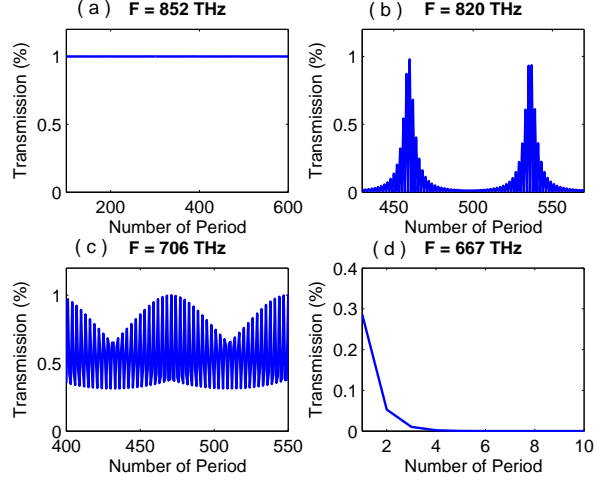 ( a ) F = 852 THz
Transmission (%)
1
0.5
0
200 400 600
Number of Period
( b ) F = 820 THz
Transmission (%)
1
0.5
0
450 500 550
Number of Period
( c ) F = 706 THz
Transmission (%)
1
0.5
0
400 450 500 550
Number of Period
( d ) F = 667 THz
Transmission (%)
0.4
0.3
0.2
0.1
0
2 4 6 8 10
Number of Period